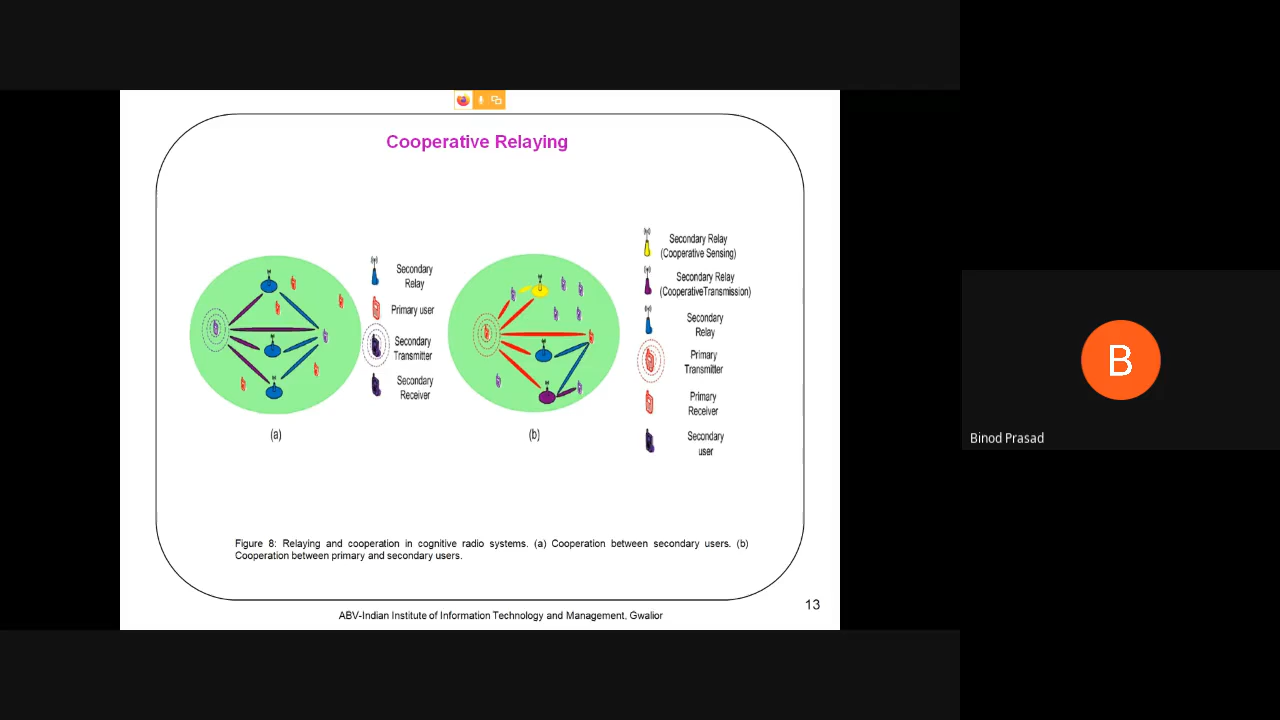 Cooperative Relaying
Secondary
Relay
Primary user
Secondary
Transmitter
Secondary
Receiver
(a)
(b)
Secondary Relay
(Cooperative Sensing)
Secondary Relay
(CooperativeTransmission)
Secondary
Relay
Primary
Transmitter
Primary
Receiver
Secondary
user
Figure 8: Relaying and cooperation in cognitive radio systems. (a) Cooperation between secondary users. (b)
Cooperation between primary and secondary users.
ABV-Indian Institute of Information Technology and Management, Gwalior
13
B
Binod Prasad